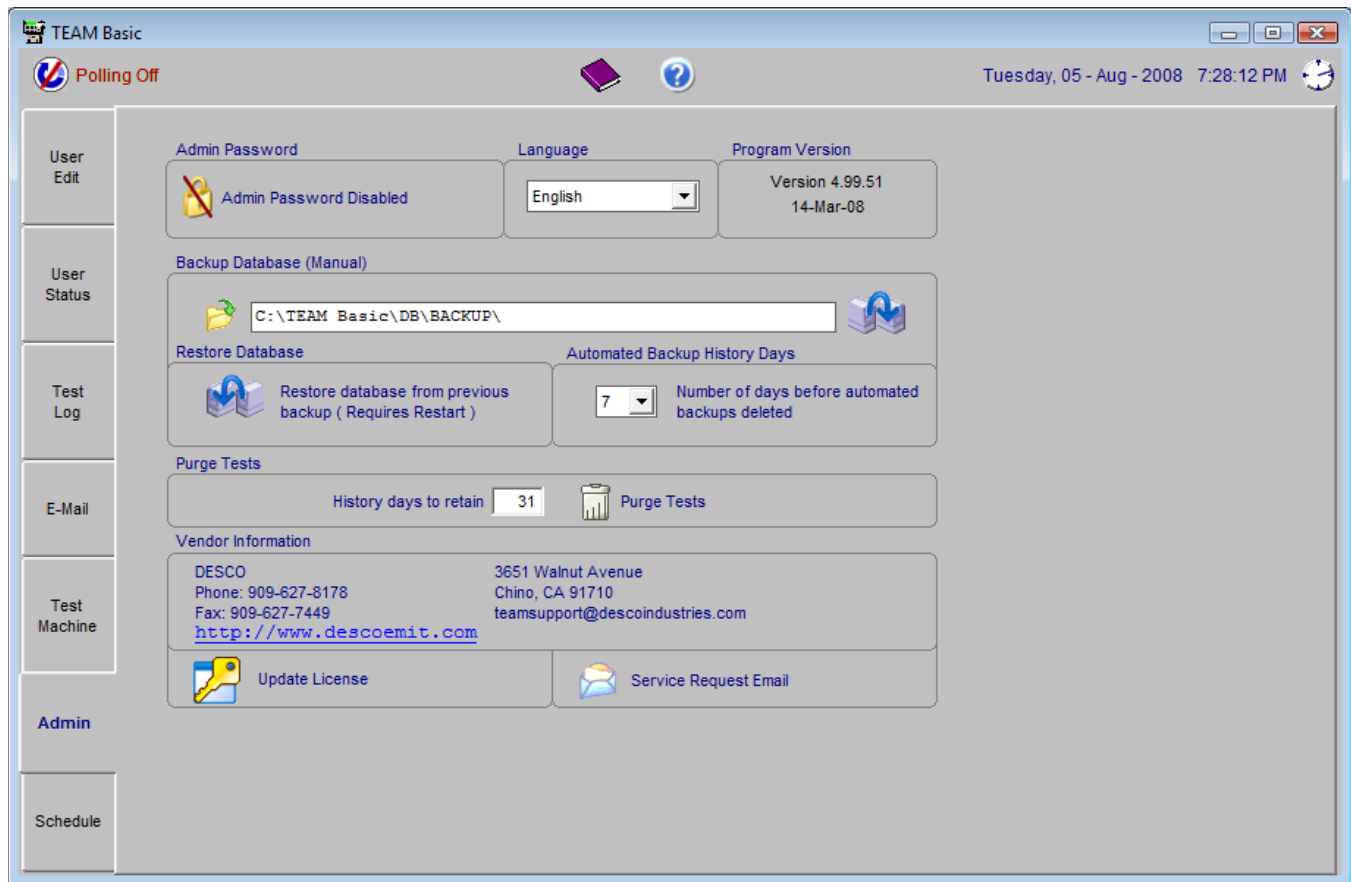 TEAM Basic
Polling Off
Tuesday, 05 - Aug - 2008 7:28:12 PM
User
Edit
User
Status
Test
Log
E-Mail
Test
Machine
Admin
Schedule
Admin Password
Admin Password Disabled
Language
English
Program Version
Version 4.99.51
14-Mar-08
Backup Database (Manual)
C:\TEAM Basic\DB\BACKUP\
Restore Database
Restore database from previous
backup ( Requires Restart )
Automated Backup History Days
7
Number of days before automated
backups deleted
Purge Tests
History days to retain 31
Purge Tests
Vendor Information
DESCO
Phone: 909-627-8178
Fax: 909-627-7449
http://www.descoemit.com
3651 Walnut Avenue
Chino, CA 91710
teamsupport@descoindustries.com
Update License
Service Request Email